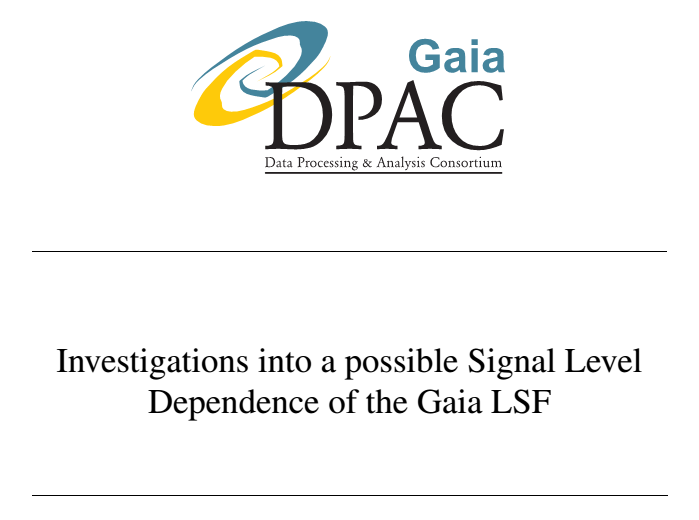 Gaia
DPAC
Data Processing & Analysis Consortium
Investigations into a possible Signal Level
Dependence of the Gaia LSF